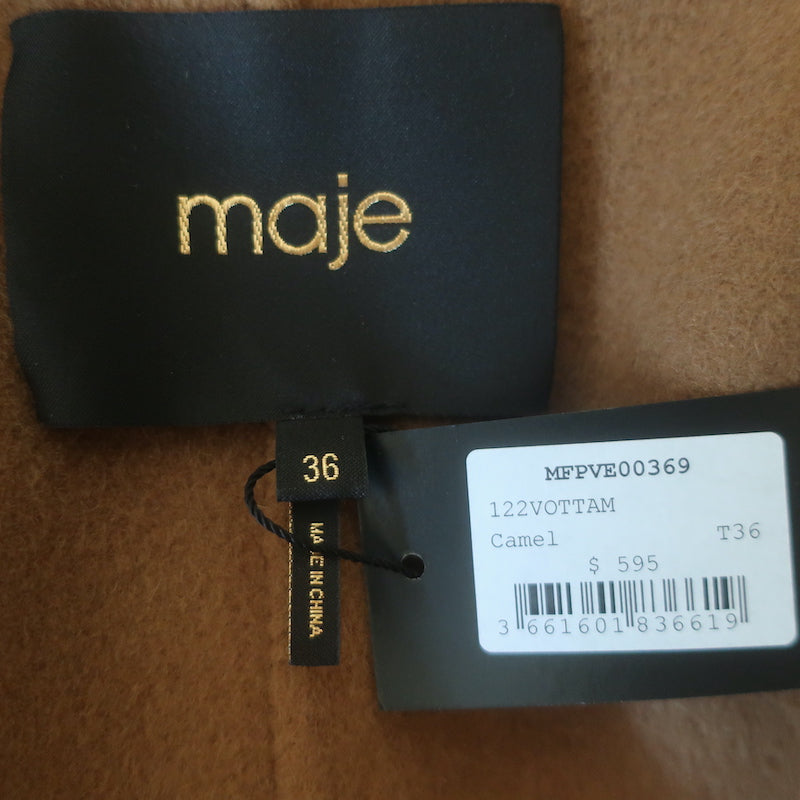 maje
36
MADE IN CHINA
MFPVE00369
122VOTTAM
Camel T36
$ 595
3 661601 836619